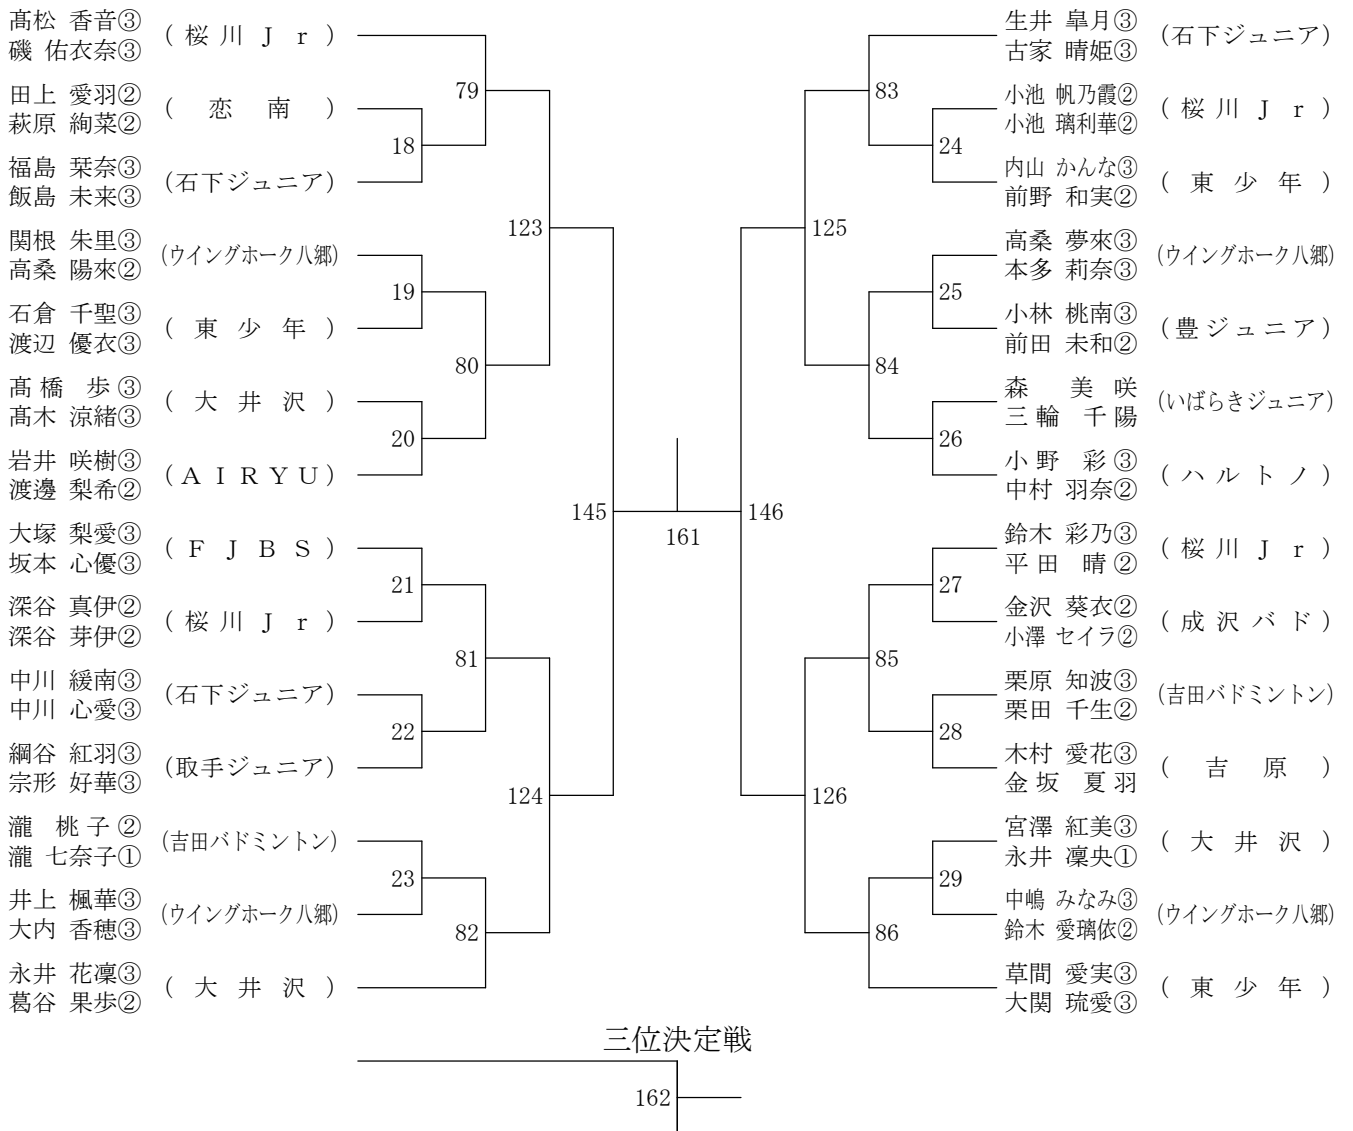 髙松 香音③
磯 佑衣奈③
(桜川Ｊｒ)
田上 愛羽②
萩原 絢菜②
(恋南)
福島 栞奈③
飯島 未来③
(石下ジュニア)
関根 朱里③
高桑 陽來②
(ウイングホーク八郷)
石倉 千聖③
渡辺 優衣③
(東少年)
髙橋 歩③
髙木 涼緒③
(大井沢)
岩井 咲樹③
渡邊 梨希②
(ＡＩＲＹＵ)
大塚 梨愛③
坂本 心優③
(ＦＪＢＳ)
深谷 真伊②
深谷 芽伊②
(桜川Ｊｒ)
中川 緩南③
中川 心愛③
(石下ジュニア)
綱谷 紅羽③
宗形 好華③
(取手ジュニア)
瀧 桃子②
瀧 七奈子①
(吉田バドミントン)
井上 楓華③
大内 香穂③
(ウイングホーク八郷)
永井 花凜③
葛谷 果歩②
(大井沢)
79
18
123
19
80
20
145
21
81
22
124
23
82
161
生井 皐月③
古家 晴姫③
(石下ジュニア)
小池 帆乃霞②
小池 璃利華②
(桜川Ｊｒ)
内山 かんな③
前野 和実②
(東少年)
高桑 夢來③
本多 莉奈③
(ウイングホーク八郷)
小林 桃南③
前田 未和②
(豊ジュニア)
森 美咲
三輪 千陽
(いばらきジュニア)
小野 彩③
中村 羽奈②
(ハルトノ)
鈴木 彩乃③
平田 晴②
(桜川Ｊｒ)
金沢 葵衣②
小澤 セイラ②
(成沢バド)
栗原 知波③
栗田 千生②
(吉田バドミントン)
木村 愛花③
金坂 夏羽
(吉原)
宮澤 紅美③
永井 凜央①
(大井沢)
中嶋 みなみ③
鈴木 愛璃依②
(ウイングホーク八郷)
草間 愛実③
大関 琉愛③
(東少年)
83
24
125
25
84
26
146
27
85
28
126
29
86
三位決定戦
162